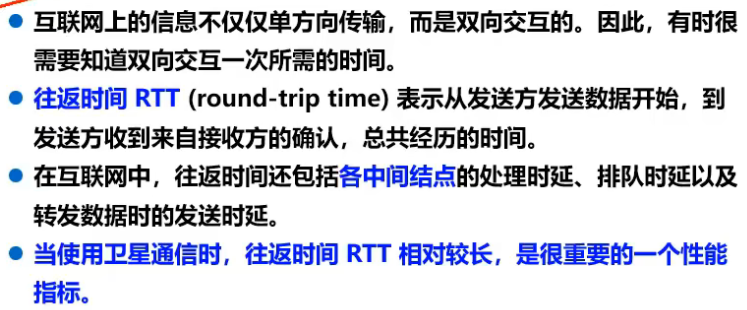 ● 互联网上的信息不仅仅单方向传输，而是双向交互的。因此，有时很
需要知道双向交互一次所需的时间。
● 往返时间 RTT (round-trip time) 表示从发送方发送数据开始，到
发送方收到来自接收方的确认，总共经历的时间。
● 在互联网中，往返时间还包括各中间结点的处理时延、排队时延以及
转发数据时的发送时延。
● 当使用卫星通信时，往返时间 RTT 相对较长，是很重要的一个性能
指标。